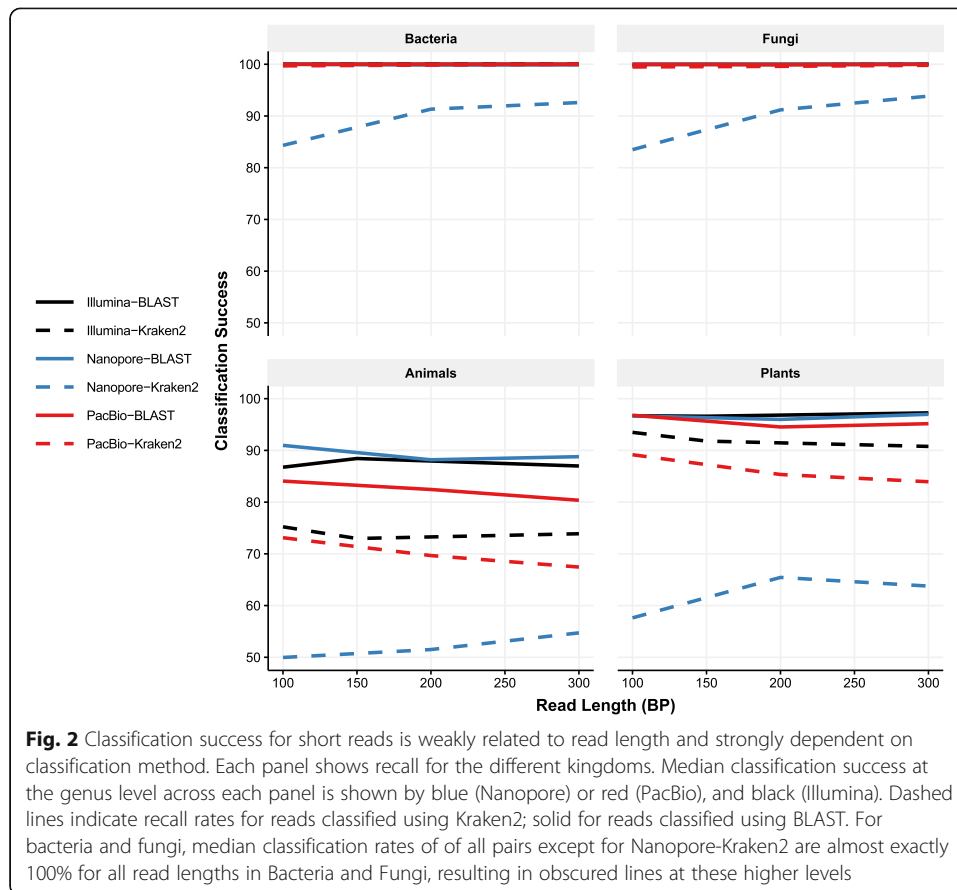 Bacteria
Fungi
100
90
80
70
60
50
Classification Success
Illumina-BLAST
Illumina-Kraken2
Nanopore-BLAST
Nanopore-Kraken2
PacBio-BLAST
PacBio-Kraken2
Animals
Plants
100
90
80
70
60
50
100
150
200
250
300
100
150
200
250
300
Read Length (BP)
Fig. 2 Classification success for short reads is weakly related to read length and strongly dependent on
classification method. Each panel shows recall for the different kingdoms. Median classification success at
the genus level across each panel is shown by blue (Nanopore) or red (PacBio), and black (Illumina). Dashed
lines indicate recall rates for reads classified using Kraken2; solid for reads classified using BLAST. For
bacteria and fungi, median classification rates of of all pairs except for Nanopore-Kraken2 are almost exactly
100% for all read lengths in Bacteria and Fungi, resulting in obscured lines at these higher levels